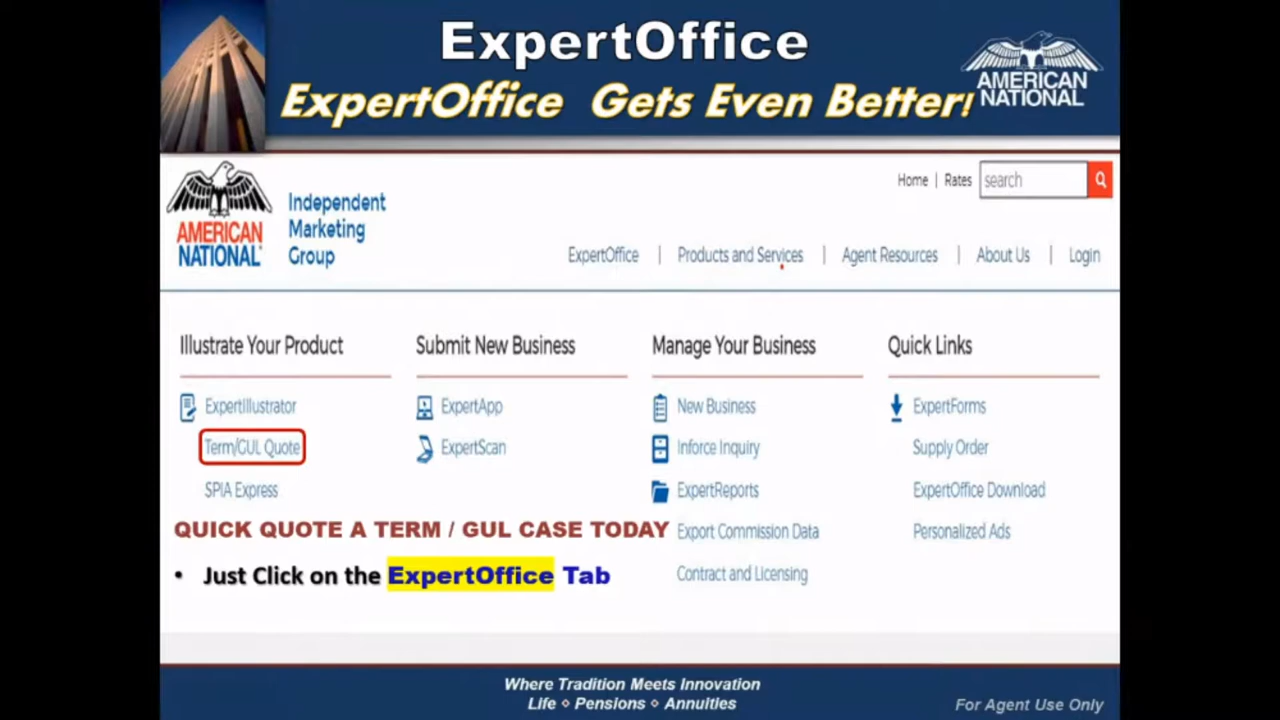 ExpertOffice
ExpertOffice Gets Even Better!
AMERICAN
NATIONAL
AMERICAN
NATIONAL
Independent
Marketing
Group
Home | Rates
search
ExpertOffice | Products and Services | Agent Resources | About Us | Login
Illustrate Your Product
ExpertIllustrator
Term/GUL Quote
SPIA Express
Submit New Business
ExpertApp
ExpertScan
Manage Your Business
New Business
Inforce Inquiry
ExpertReports
Export Commission Data
Contract and Licensing
Quick Links
ExpertForms
Supply Order
ExpertOffice Download
Personalized Ads
QUICK QUOTE A TERM / GUL CASE TODAY
• Just Click on the ExpertOffice Tab
Where Tradition Meets Innovation
Life ⋄ Pensions ⋄ Annuities
For Agent Use Only